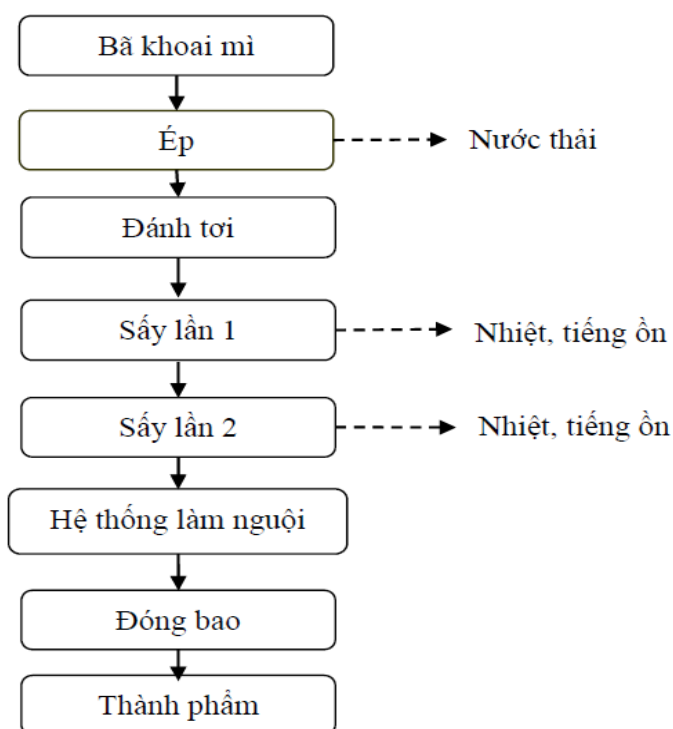 Bã khoai mì
Ép
Nước thải
Đánh tơi
Sấy lần 1
Nhiệt, tiếng ồn
Sấy lần 2
Nhiệt, tiếng ồn
Hệ thống làm nguội
Đóng bao
Thành phẩm